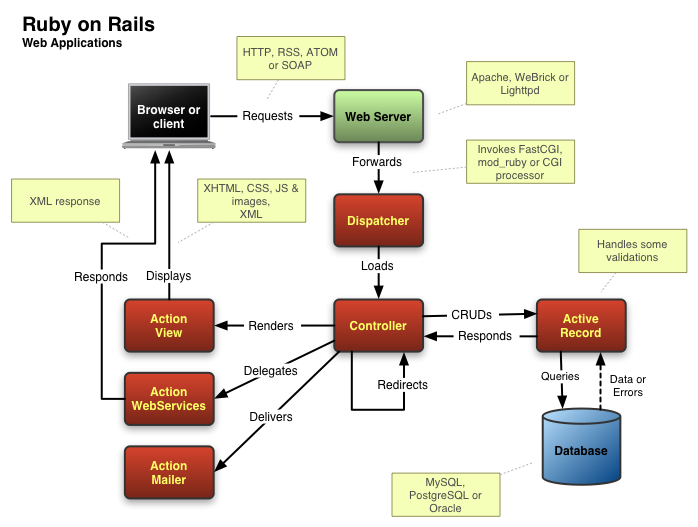 Ruby on Rails
Web Applications
HTTP, RSS, ATOM
or SOAP
Apache, WeBrick or
Lighttpd
Browser or
client
Requests
Web Server
Forwards
Invokes FastCGI,
mod_ruby or CGI
processor
XML response
XHTML, CSS, JS &
images,
XML
Dispatcher
Handles some
validations
Responds
Displays
Loads
Action
View
Renders
Controller
CRUDs
Responds
Active
Record
Delegates
Redirects
Queries
Data or
Errors
Action
WebServices
Delivers
Action
Mailer
Database
MySQL,
PostgreSQL or
Oracle